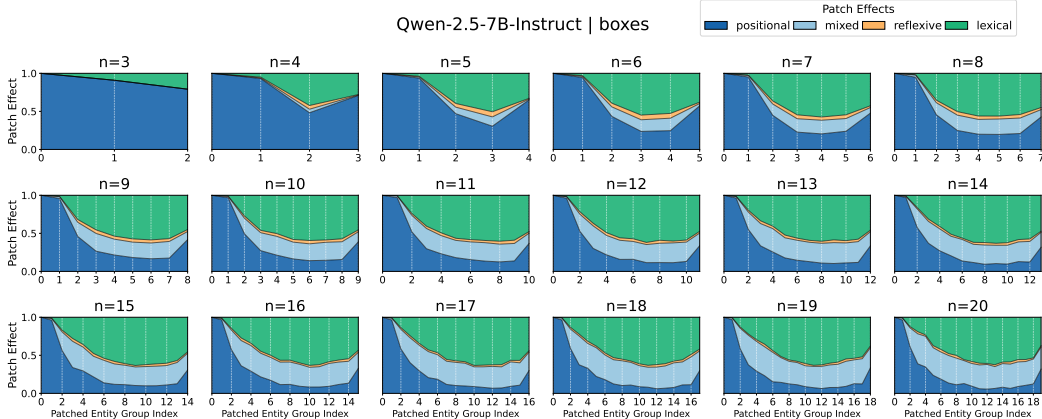 Qwen-2.5-7B-Instruct | boxes
Patch Effects
positional mixed reflexive lexical
n=3 n=4 n=5 n=6 n=7 n=8
Patch Effect
1.0
0.5
0.0
0 1 2 0 1 2 3 0 1 2 3 4 0 1 2 3 4 5 0 1 2 3 4 5 6 0 1 2 3 4 5 6 7
n=9 n=10 n=11 n=12 n=13 n=14
Patch Effect
1.0
0.5
0.0
0 1 2 3 4 5 6 7 8 0 1 2 3 4 5 6 7 8 9 0 2 4 6 8 10 0 2 4 6 8 10 0 2 4 6 8 10 12 0 2 4 6 8 10 12
n=15 n=16 n=17 n=18 n=19 n=20
Patch Effect
1.0
0.5
0.0
0 2 4 6 8 10 12 14 0 2 4 6 8 10 12 14 0 2 4 6 8 10 12 14 16 0 2 4 6 8 10 12 14 16 0 2 4 6 8 10 12 14 16 18 0 2 4 6 8 10 12 14 16 18
Patched Entity Group Index Patched Entity Group Index Patched Entity Group Index Patched Entity Group Index Patched Entity Group Index Patched Entity Group Index